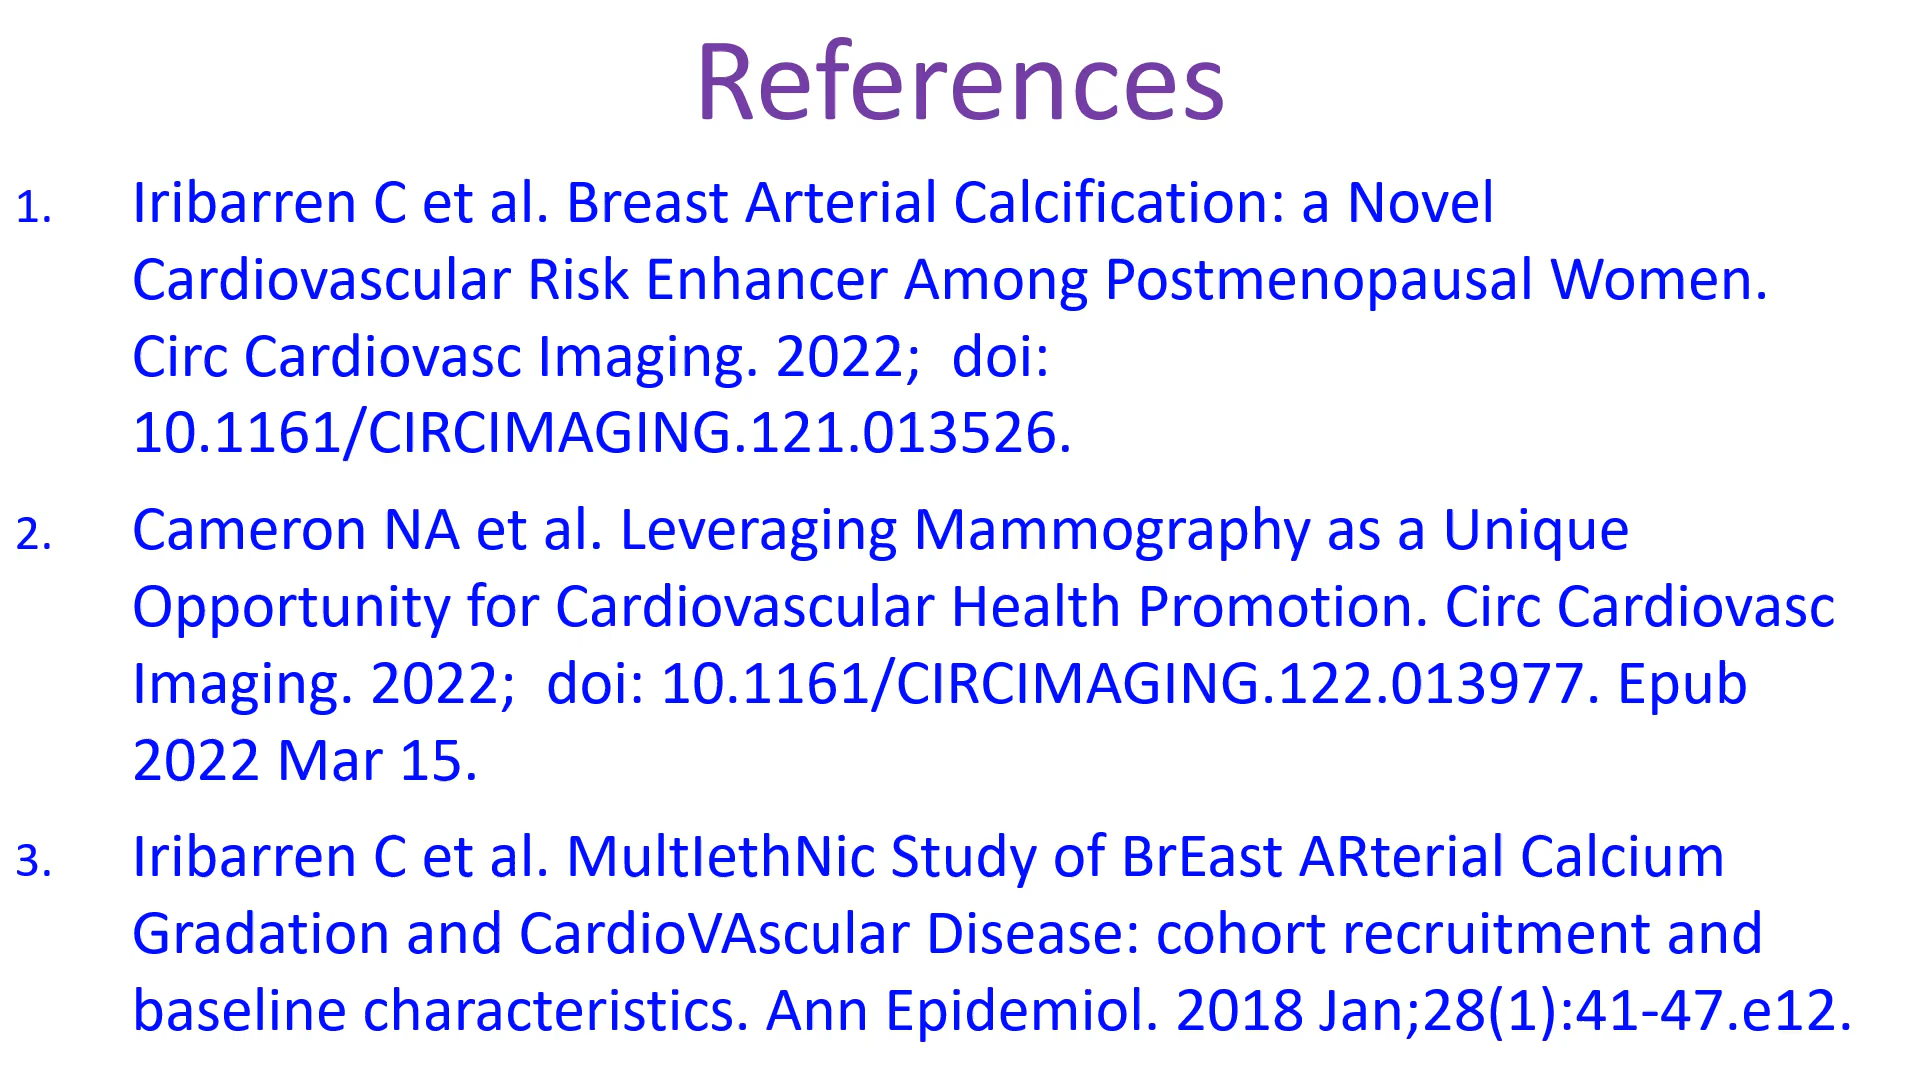 References
1. Iribarren C et al. Breast Arterial Calcification: a Novel
Cardiovascular Risk Enhancer Among Postmenopausal Women.
Circ Cardiovasc Imaging. 2022;  doi:
10.1161/CIRCIMAGING.121.013526.
2. Cameron NA et al. Leveraging Mammography as a Unique
Opportunity for Cardiovascular Health Promotion. Circ Cardiovasc
Imaging. 2022;  doi: 10.1161/CIRCIMAGING.122.013977. Epub
2022 Mar 15.
3. Iribarren C et al. MultIethNic Study of BrEast ARterial Calcium
Gradation and CardioVAscular Disease: cohort recruitment and
baseline characteristics. Ann Epidemiol. 2018 Jan;28(1):41-47.e12.